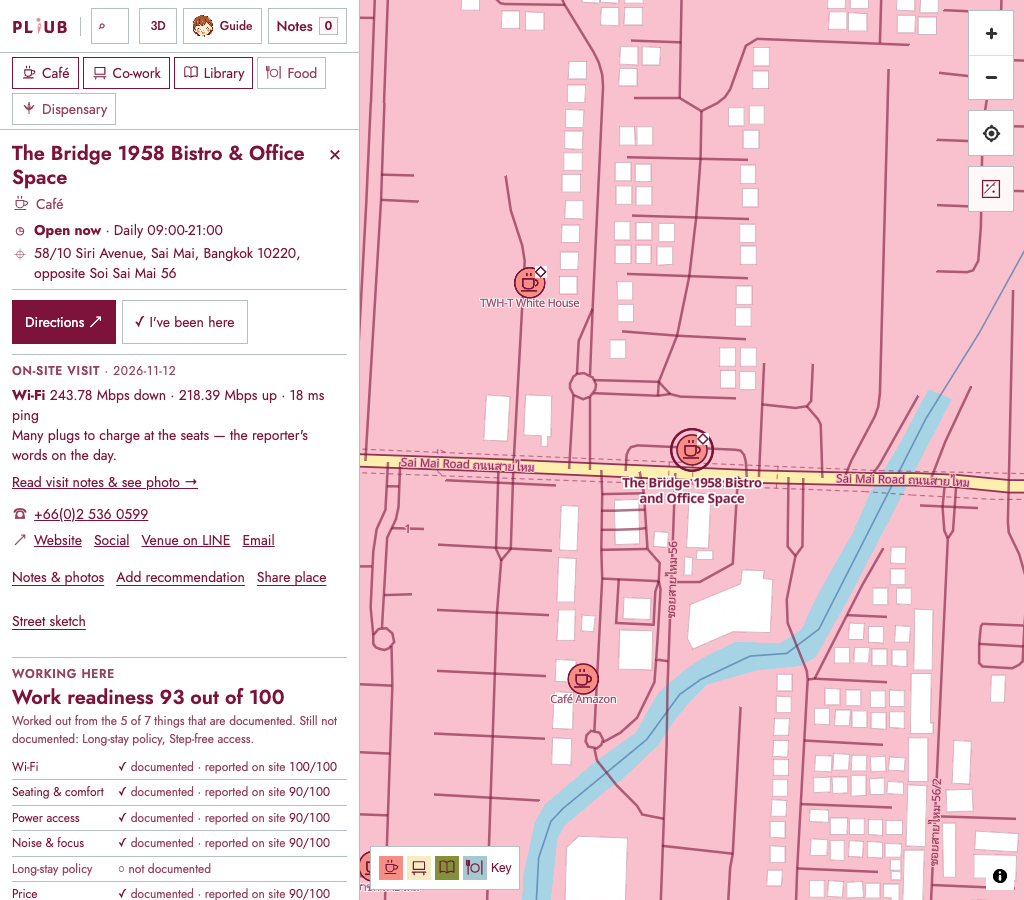 PLIUB
3D
Guide
Notes 0
Café
Co-work
Library
Food
Dispensary
The Bridge 1958 Bistro & Office
Space
×
Café
Open now · Daily 09:00-21:00
58/10 Siri Avenue, Sai Mai, Bangkok 10220,
opposite Soi Sai Mai 56
Directions ↗
✓ I've been here
ON-SITE VISIT · 2026-11-12
Wi-Fi 243.78 Mbps down · 218.39 Mbps up · 18 ms
ping
Many plugs to charge at the seats — the reporter's
words on the day.
Read visit notes & see photo →
☎ +66(0)2 536 0599
↗ Website Social Venue on LINE Email
Notes & photos Add recommendation Share place
Street sketch
WORKING HERE
Work readiness 93 out of 100
Worked out from the 5 of 7 things that are documented. Still not
documented: Long-stay policy, Step-free access.
Wi-Fi ✓ documented · reported on site 100/100
Seating & comfort ✓ documented · reported on site 90/100
Power access ✓ documented · reported on site 90/100
Noise & focus ✓ documented · reported on site 90/100
Long-stay policy ○ not documented
Price ✓ documented · reported on site 90/100
TWH-T White House
Sai Mai Road ถนนสายไหม
The Bridge 1958 Bistro
and Office Space
Sai Mai Road ถนนสายไหม
1
ซอยสายไหม 56
Café Amazon
ซอยสายไหม 56/2
Key
+
−